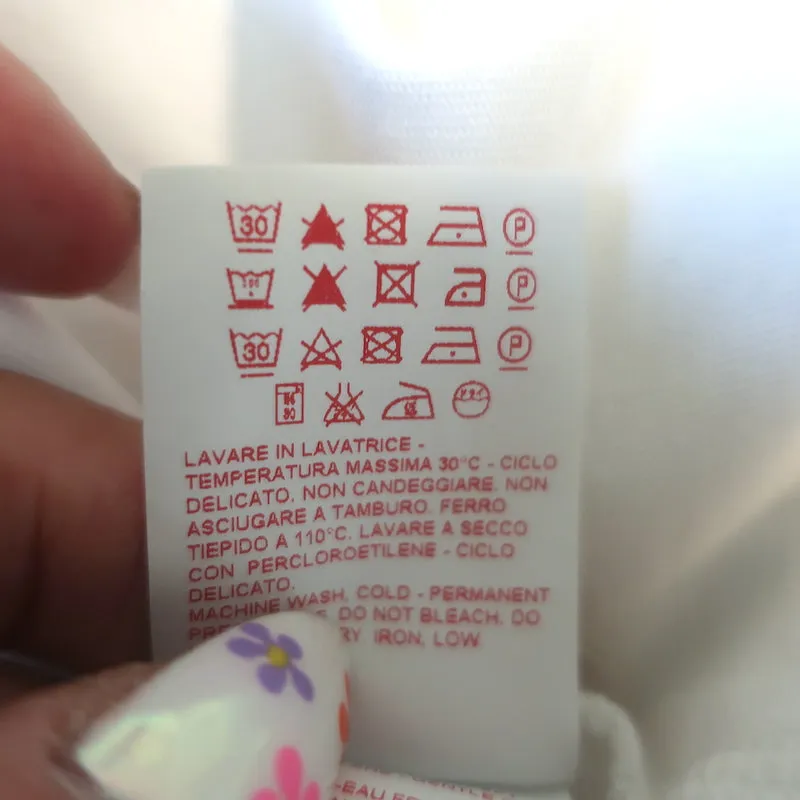 30 P
P
30 P
LAVARE IN LAVATRICE -
TEMPERATURA MASSIMA 30°C - CICLO
DELICATO. NON CANDEGGIARE. NON
ASCIUGARE A TAMBURO. FERRO
TIEPIDO A 110°C. LAVARE A SECCO
CON PERCLOROETILENE - CICLO
DELICATO.
MACHINE WASH, COLD - PERMANENT
DO NOT BLEACH. DO
IRON, LOW